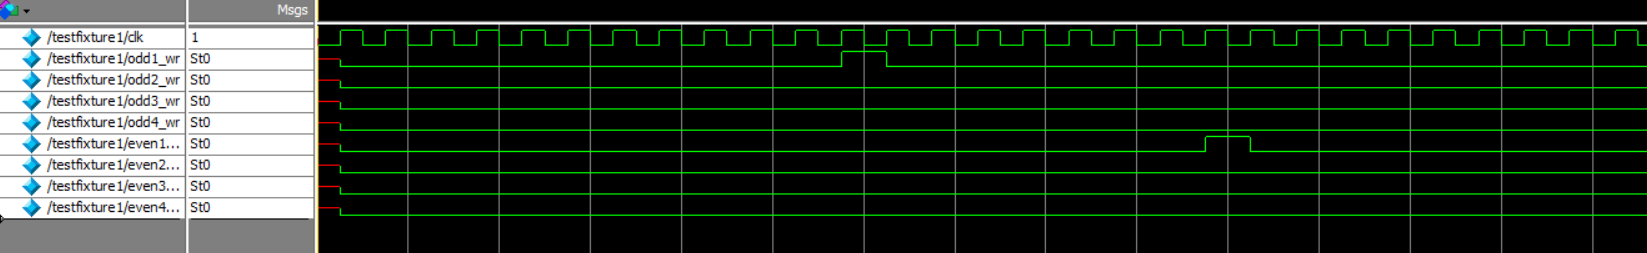 Msgs
/testfixture1/clk 1
/testfixture1/odd1_wr St0
/testfixture1/odd2_wr St0
/testfixture1/odd3_wr St0
/testfixture1/odd4_wr St0
/testfixture1/even1... St0
/testfixture1/even2... St0
/testfixture1/even3... St0
/testfixture1/even4... St0